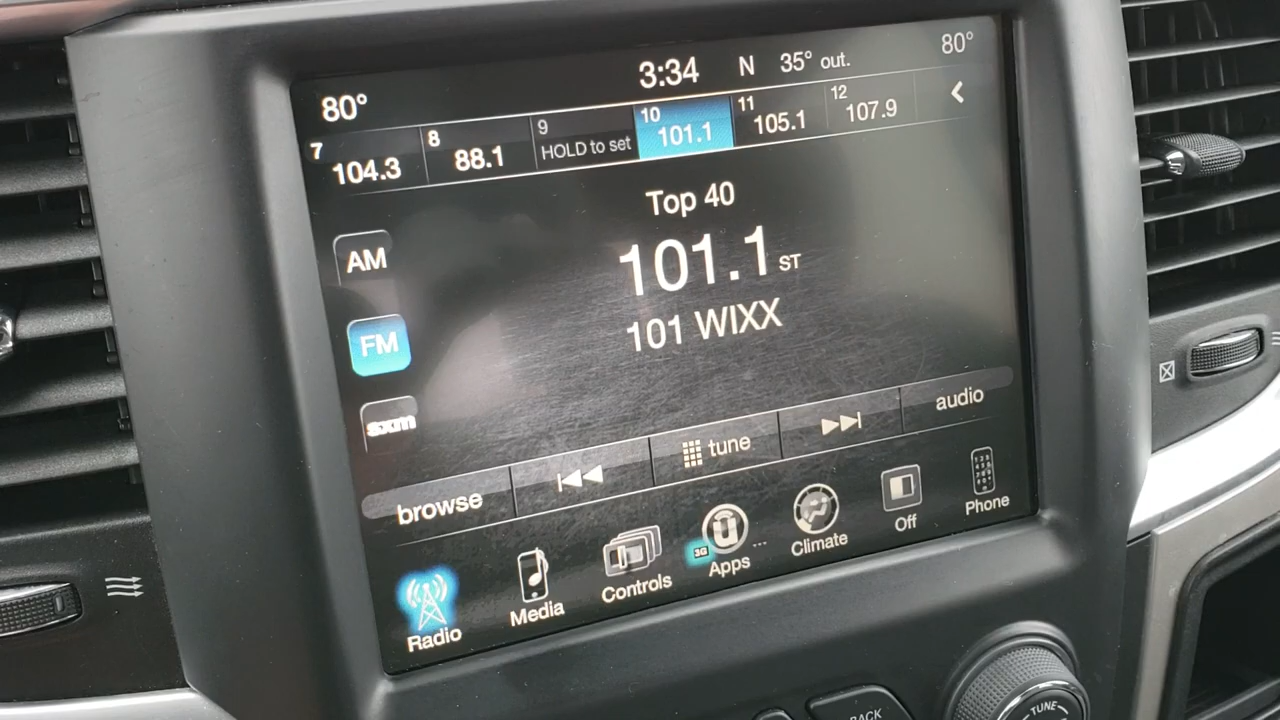 80° 3:34 N 35° out. 80°
7 104.3 8 88.1 9 HOLD to set 10 101.1 11 105.1 12 107.9
Top 40
AM
101.1 ST
FM
101 WIXX
sxm
browse tune audio
Radio Media Controls 3G Apps ... Climate Off Phone
BACK
TUNE